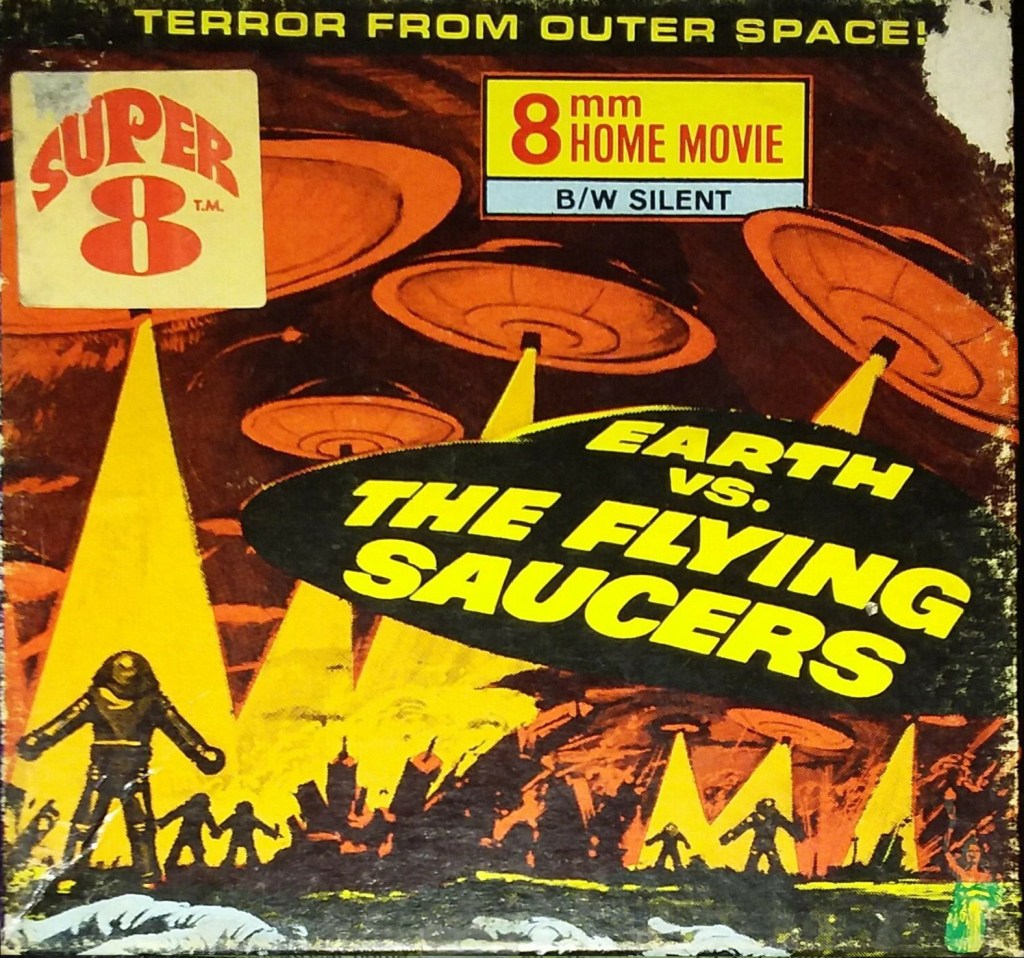 TERROR FROM OUTER SPACE!
SUPER
8 T.M.
8 mm
HOME MOVIE
B/W SILENT
EARTH
VS.
THE FLYING
SAUCERS